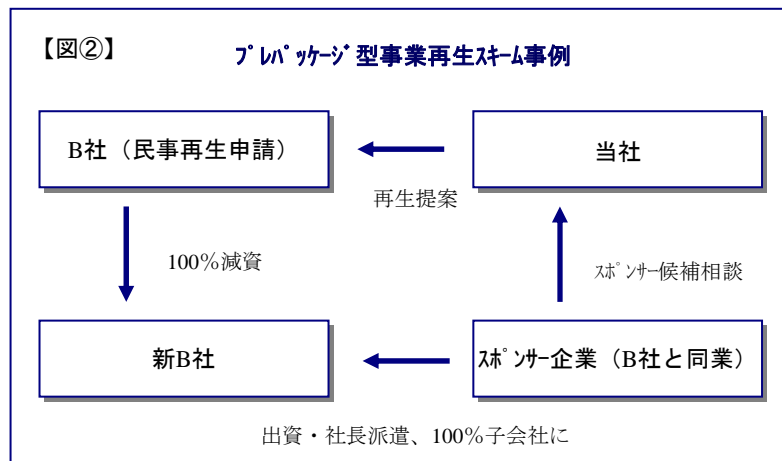 【図②】
ﾌﾟﾚﾊﾟｯｹｰｼﾞ型事業再生ｽｷｰﾑ事例
B社（民事再生申請）
当社
再生提案
100％減資
ｽﾎﾟﾝｻｰ候補相談
新B社
ｽﾎﾟﾝｻｰ企業（B社と同業）
出資・社長派遣、100％子会社に